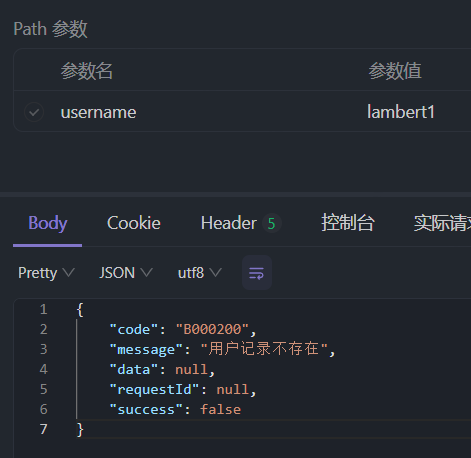 Path 参数
参数名 参数值
username lambert1
Body Cookie Header 5 控制台 实际请求
Pretty JSON utf8
1 {
2 "code": "B000200",
3 "message": "用户记录不存在",
4 "data": null,
5 "requestId": null,
6 "success": false
7 }